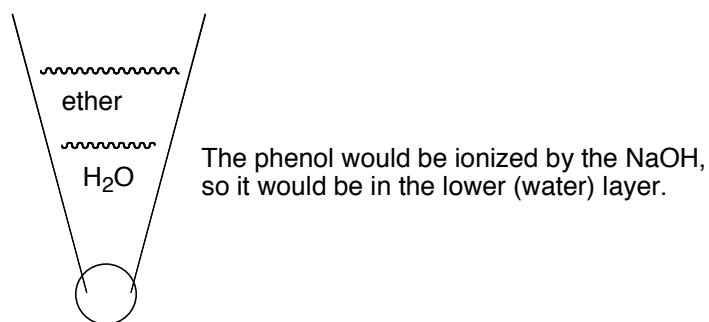 ether
H₂O
The phenol would be ionized by the NaOH,
so it would be in the lower (water) layer.